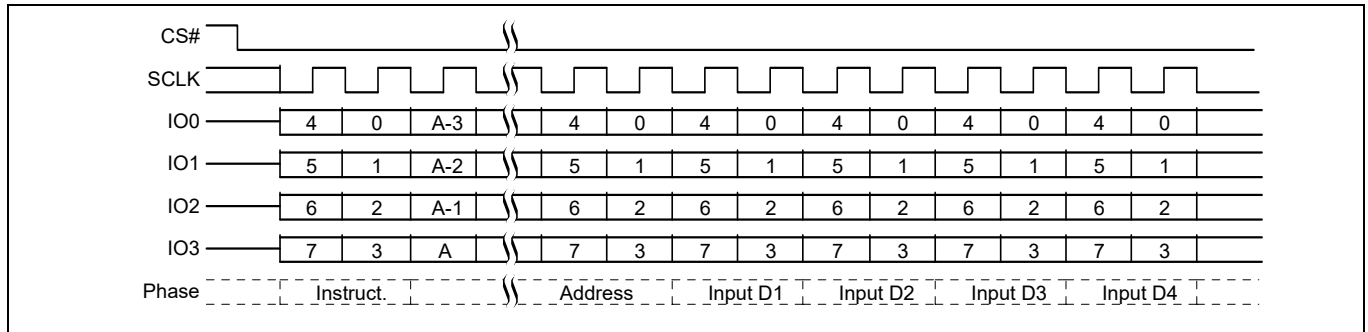 CS#
SCLK
IO0 4 0 A-3 4 0 4 0 4 0 4 0 4 0
IO1 5 1 A-2 5 1 5 1 5 1 5 1 5 1
IO2 6 2 A-1 6 2 6 2 6 2 6 2 6 2
IO3 7 3 A 7 3 7 3 7 3 7 3 7 3
Phase Instruct. Address Input D1 Input D2 Input D3 Input D4